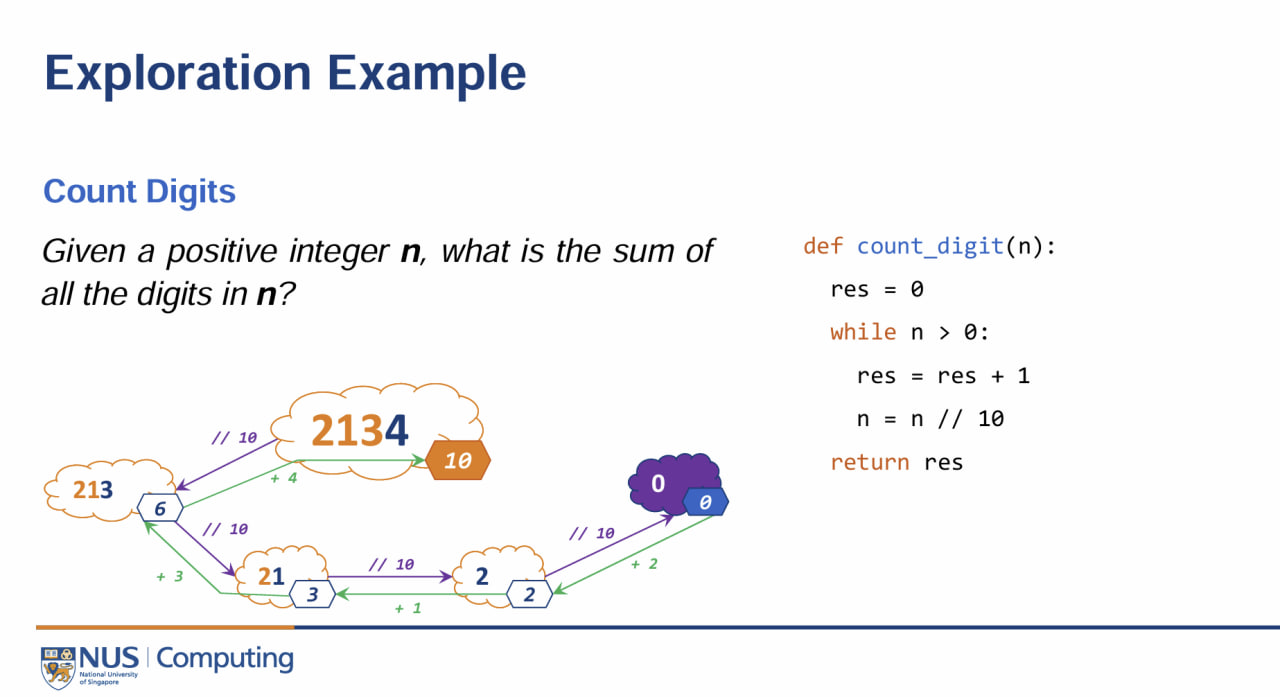 Exploration Example
Count Digits
Given a positive integer n, what is the sum of
all the digits in n?
def count_digit(n):
  res = 0
  while n > 0:
    res = res + 1
    n = n // 10
  return res
2134
10
// 10
+ 4
213
6
// 10
+ 3
21
3
// 10
+ 1
2
2
// 10
+ 2
0
0
NUS
National University
of Singapore
Computing